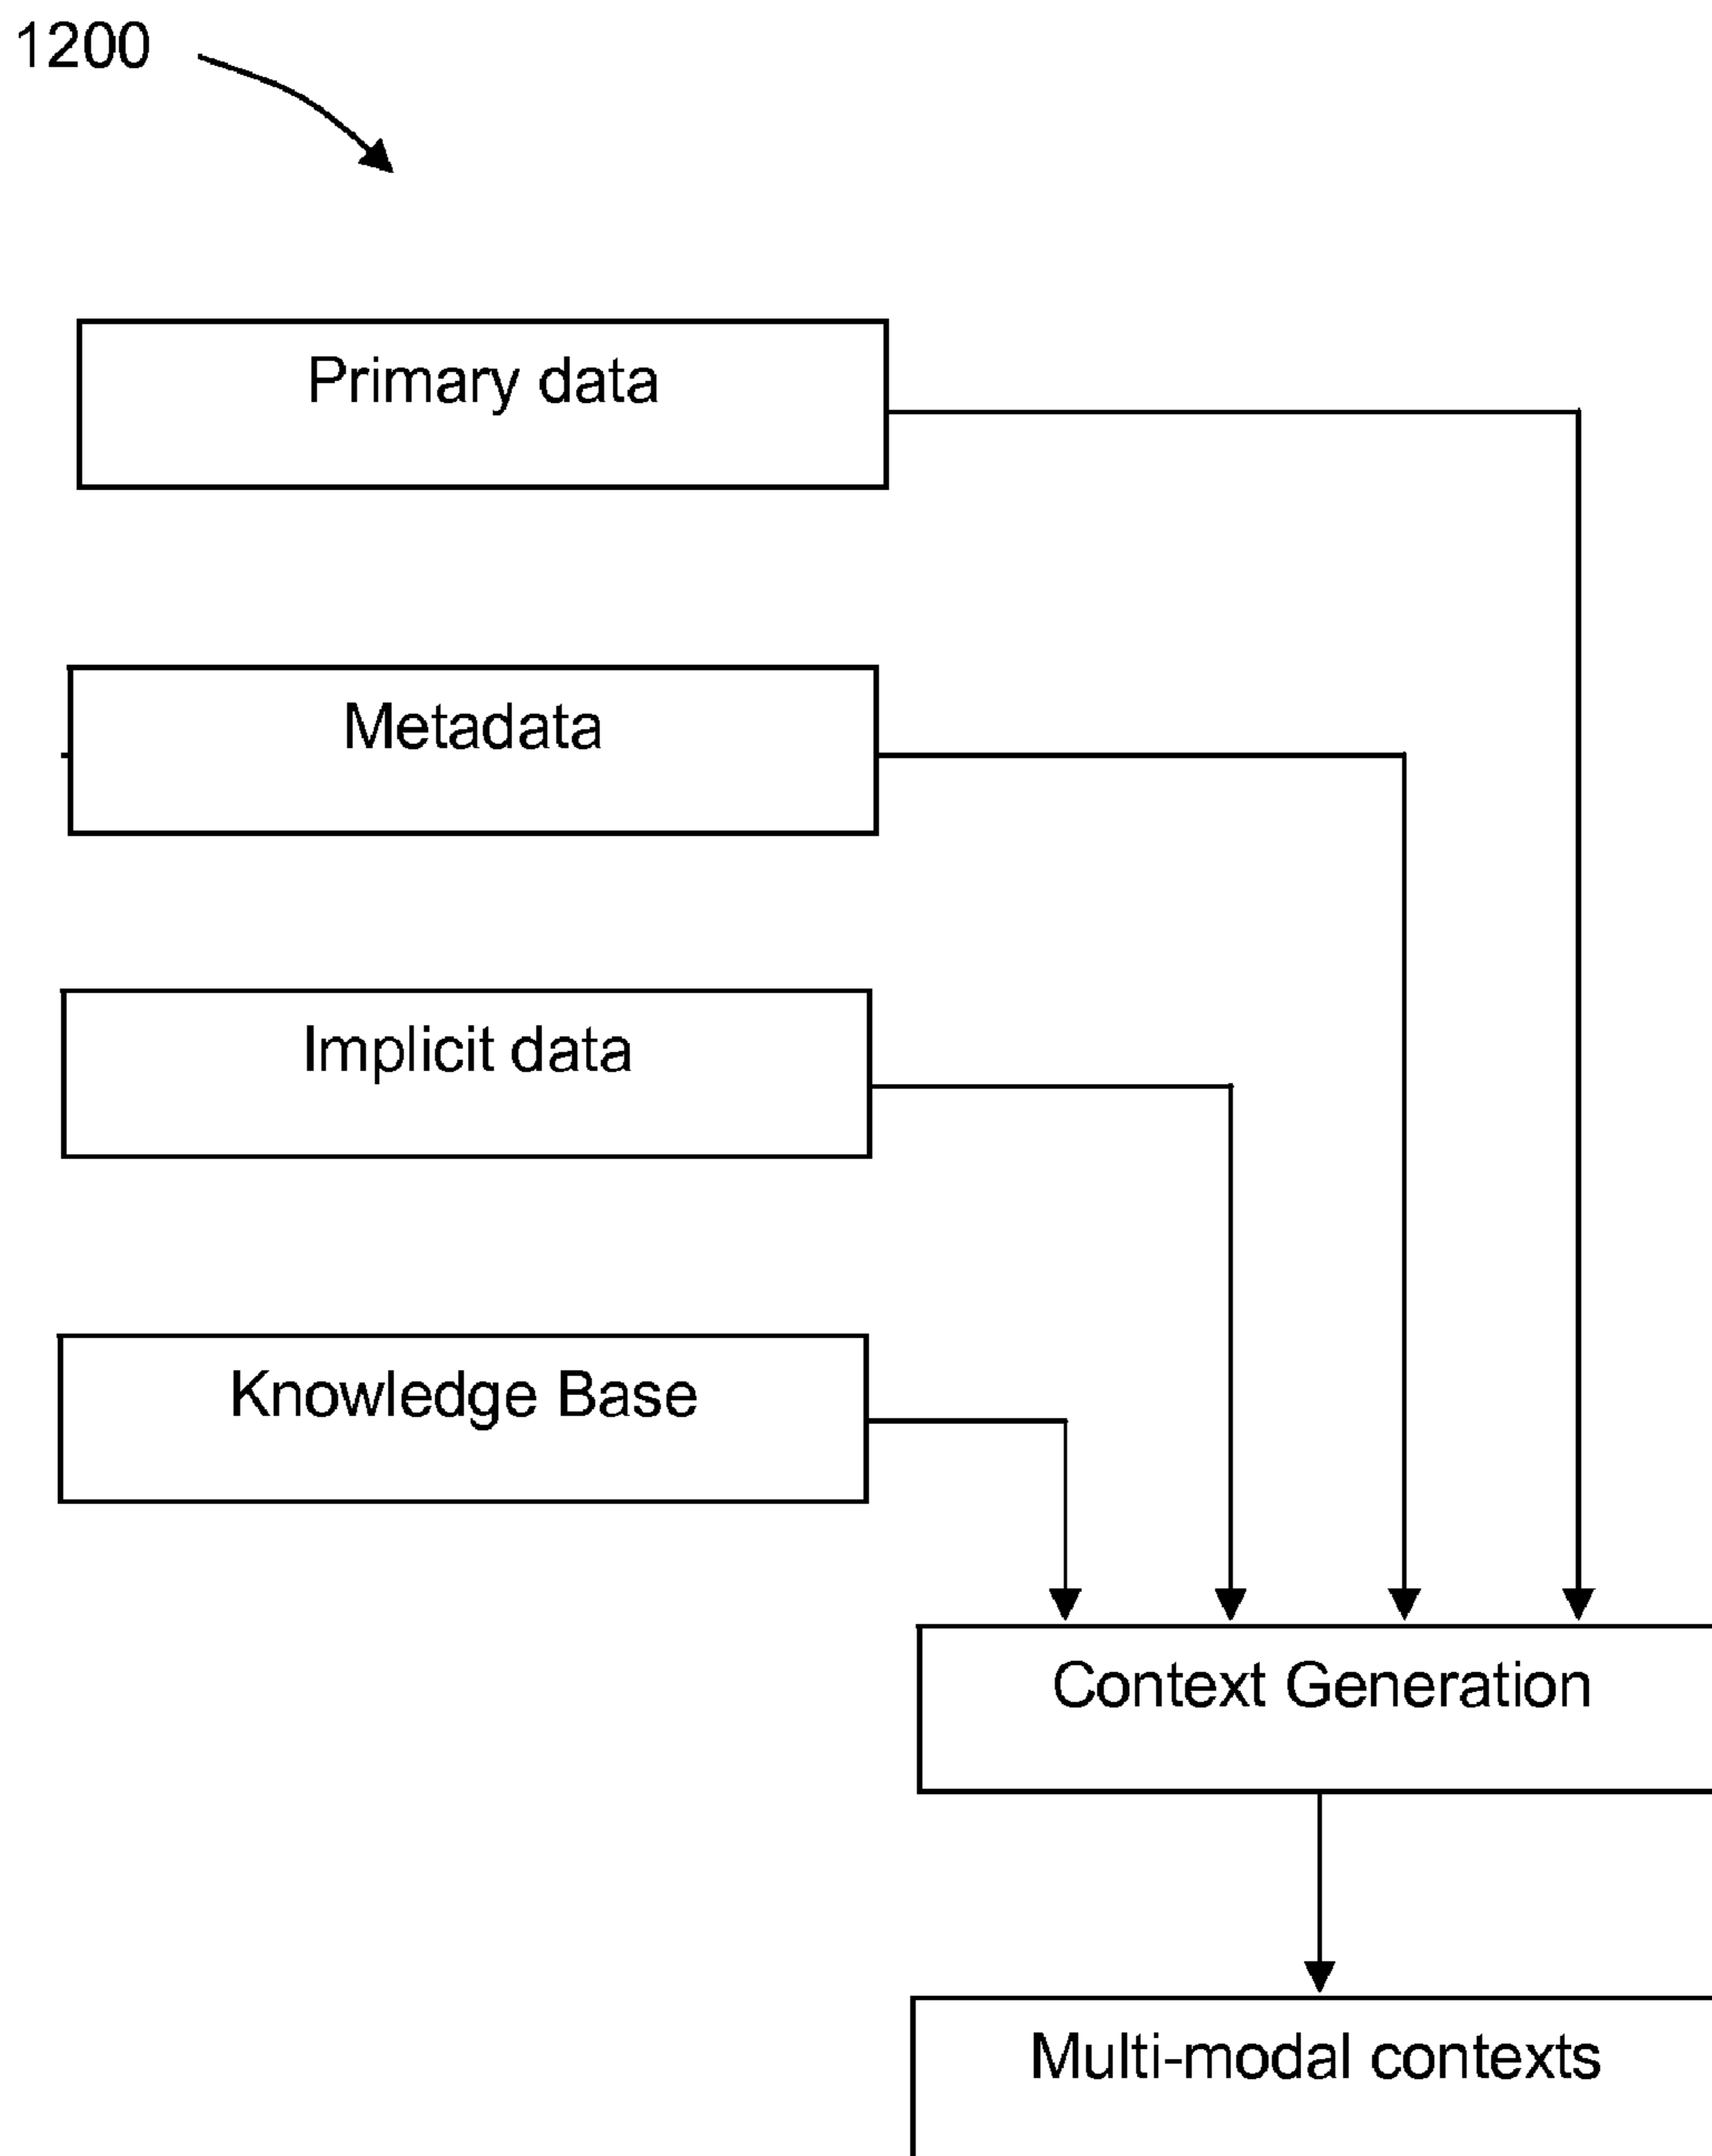 1200
Primary data
Metadata
Implicit data
Knowledge Base
Context Generation
Multi-modal contexts